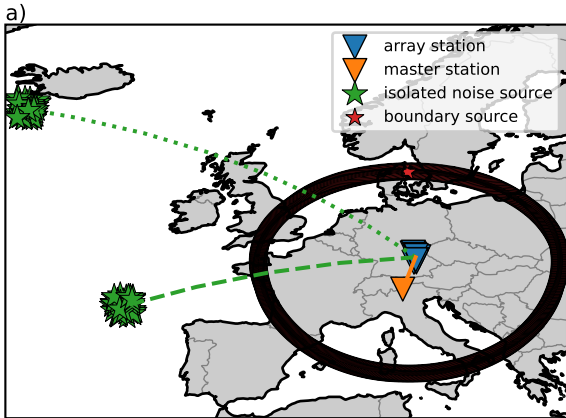 a)
array station
master station
isolated noise source
boundary source